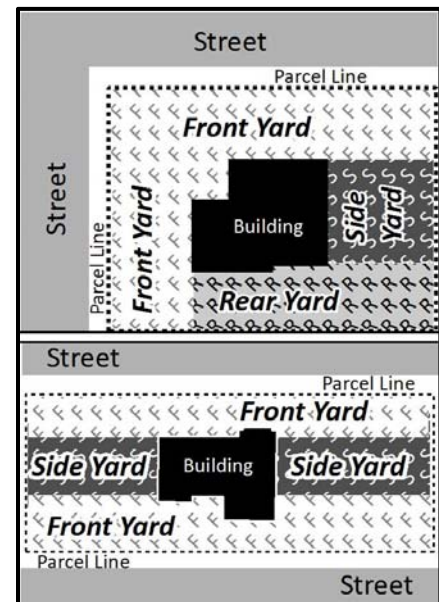 Street
Parcel Line
Front Yard
Street
Parcel Line
Front Yard
Building
Side
Yard
Rear Yard
Street
Parcel Line
Front Yard
Side Yard
Building
Side Yard
Front Yard
Parcel Line
Street